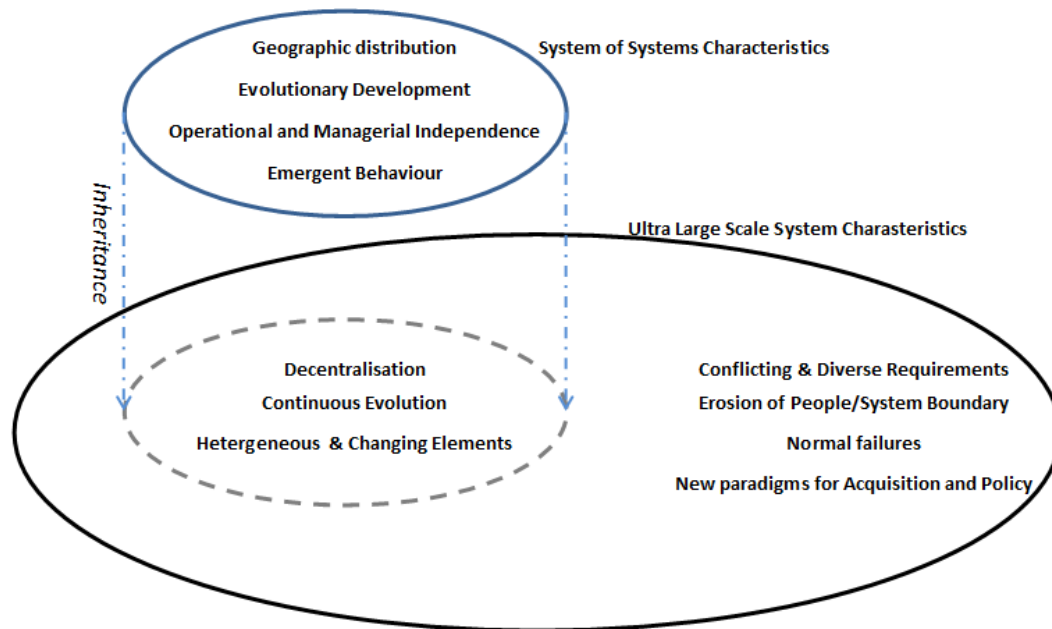 Geographic distribution
System of Systems Characteristics
Evolutionary Development
Operational and Managerial Independence
Emergent Behaviour
Inheritance
Ultra Large Scale System Charasteristics
Decentralisation
Continuous Evolution
Hetergeneous & Changing Elements
Conflicting & Diverse Requirements
Erosion of People/System Boundary
Normal failures
New paradigms for Acquisition and Policy